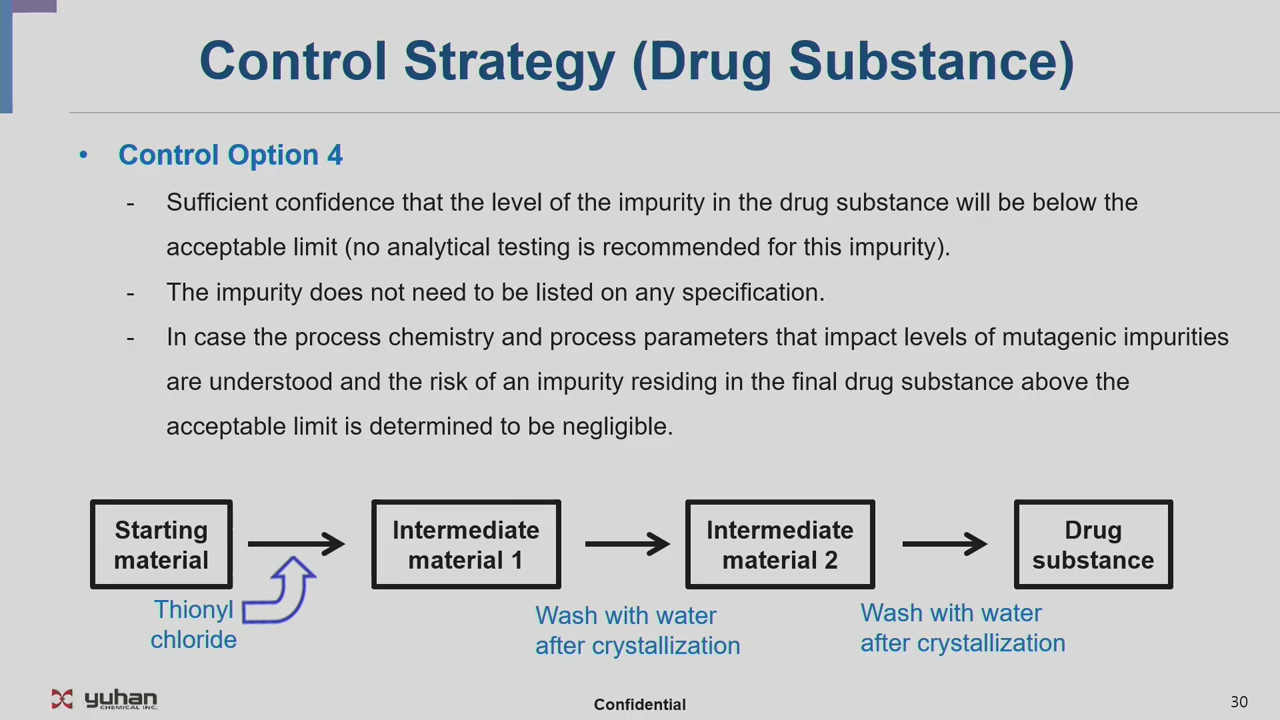 Control Strategy (Drug Substance)
• Control Option 4
- Sufficient confidence that the level of the impurity in the drug substance will be below the
acceptable limit (no analytical testing is recommended for this impurity).
- The impurity does not need to be listed on any specification.
- In case the process chemistry and process parameters that impact levels of mutagenic impurities
are understood and the risk of an impurity residing in the final drug substance above the
acceptable limit is determined to be negligible.
Starting
material
Intermediate
material 1
Intermediate
material 2
Drug
substance
Thionyl
chloride
Wash with water
after crystallization
Wash with water
after crystallization
yuhan
CHEMICAL INC.
Confidential
30